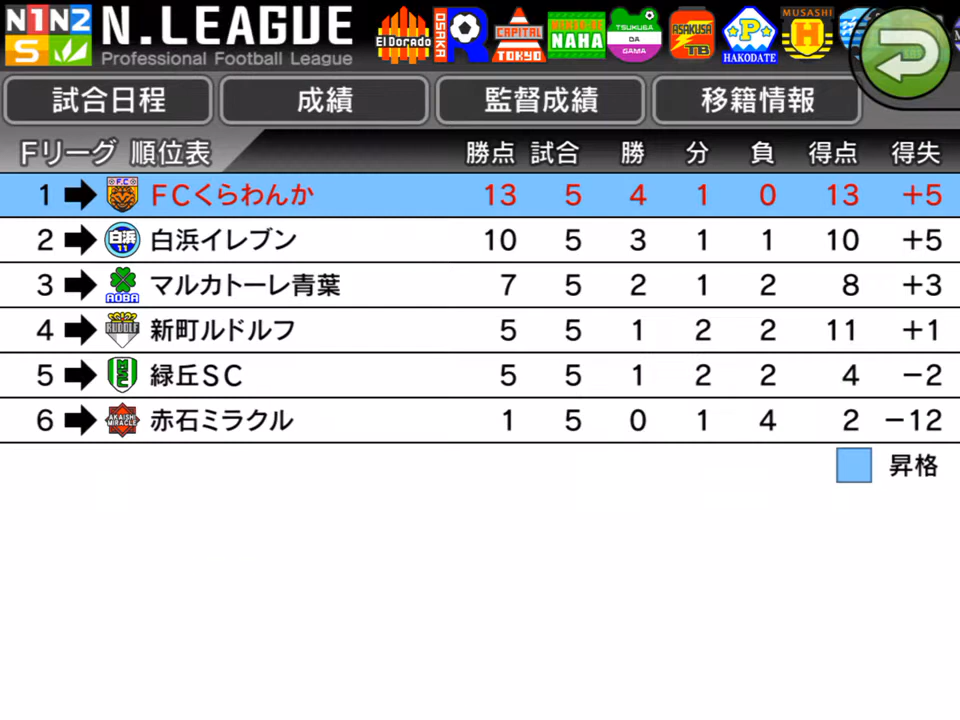 N1 N2 S N.LEAGUE
Professional Football League
El Dorado OSAKA R CAPITAL TOKYO NAHA TSUKUSA DA GAMA ASAKUSA TB P HAKODATE MUSASHI H
試合日程 成績 監督成績 移籍情報
Fリーグ 順位表 勝点 試合 勝 分 負 得点 得失
1 FCくらわんか 13 5 4 1 0 13 +5
2 白浜イレブン 10 5 3 1 1 10 +5
3 マルカトーレ青葉 7 5 2 1 2 8 +3
4 新町ルドルフ 5 5 1 2 2 11 +1
5 緑丘SC 5 5 1 2 2 4 −2
6 赤石ミラクル 1 5 0 1 4 2 −12
昇格